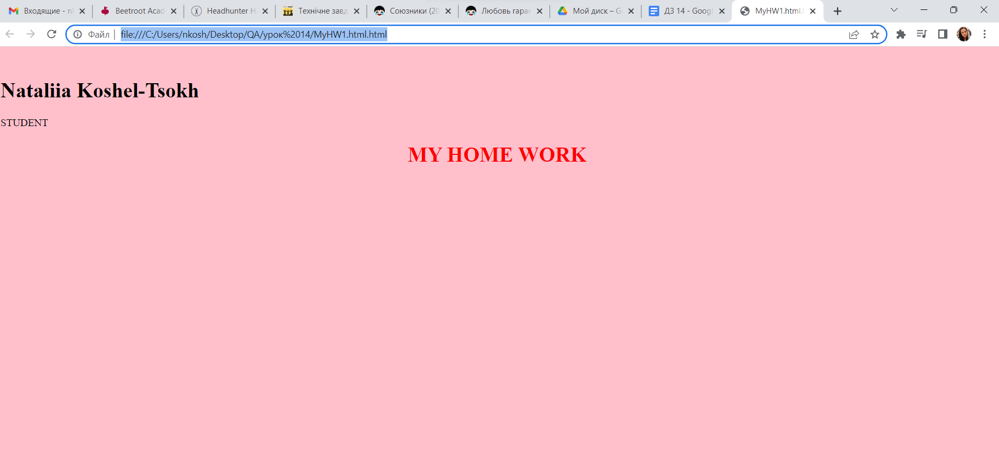 Входящие - n
Beetroot Acad
Headhunter H
Технічне завд
Союзники (20
Любовь гаран
Мой диск – G
ДЗ 14 - Googl
MyHW1.html.
Файл
file:///C:/Users/nkosh/Desktop/QA/урок%2014/MyHW1.html.html
Nataliia Koshel-Tsokh
STUDENT
MY HOME WORK